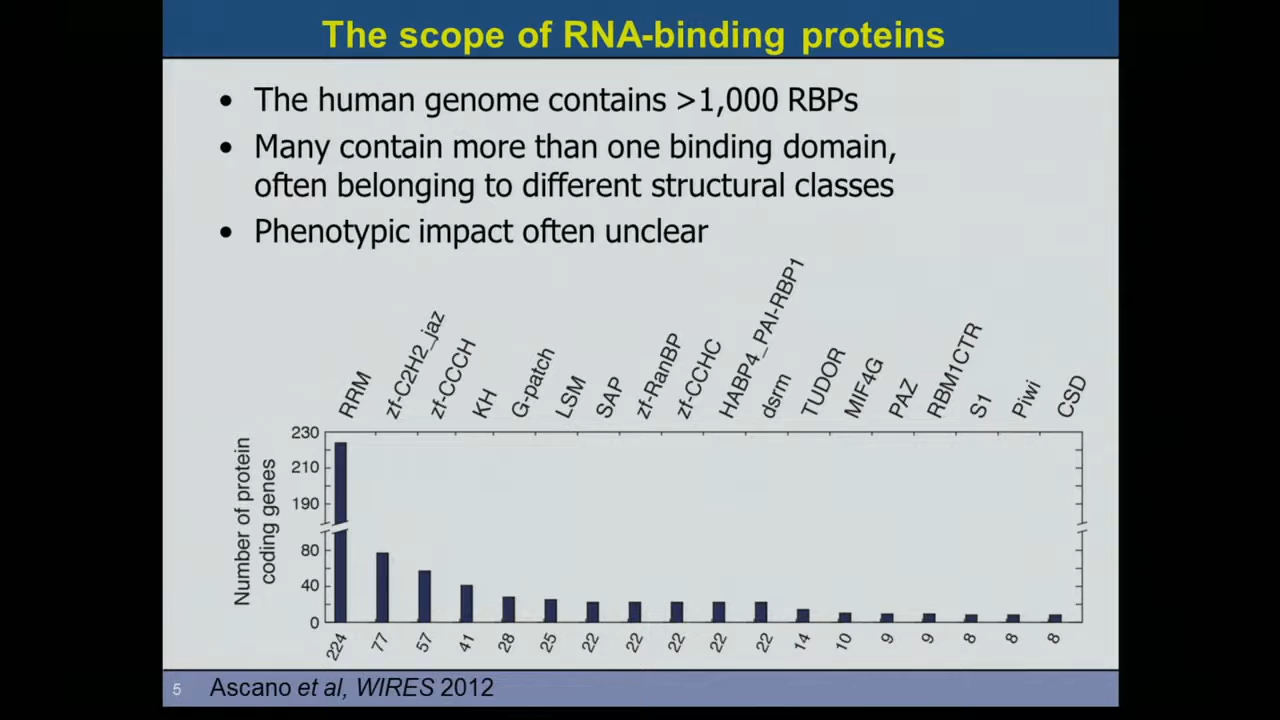 The scope of RNA-binding proteins
• The human genome contains >1,000 RBPs
• Many contain more than one binding domain,
often belonging to different structural classes
• Phenotypic impact often unclear
RRM
zf-C2H2_jaz
zf-CCCH
KH
G-patch
LSM
SAP
zf-RanBP
zf-CCHC
HABP4_PAI-RBP1
dsrm
TUDOR
MIF4G
PAZ
RBM1CTR
S1
Piwi
CSD
Number of protein
coding genes
230
210
190
80
40
0
224
77
57
41
28
25
22
22
22
22
22
14
10
9
9
8
8
8
5
Ascano et al, WIRES 2012